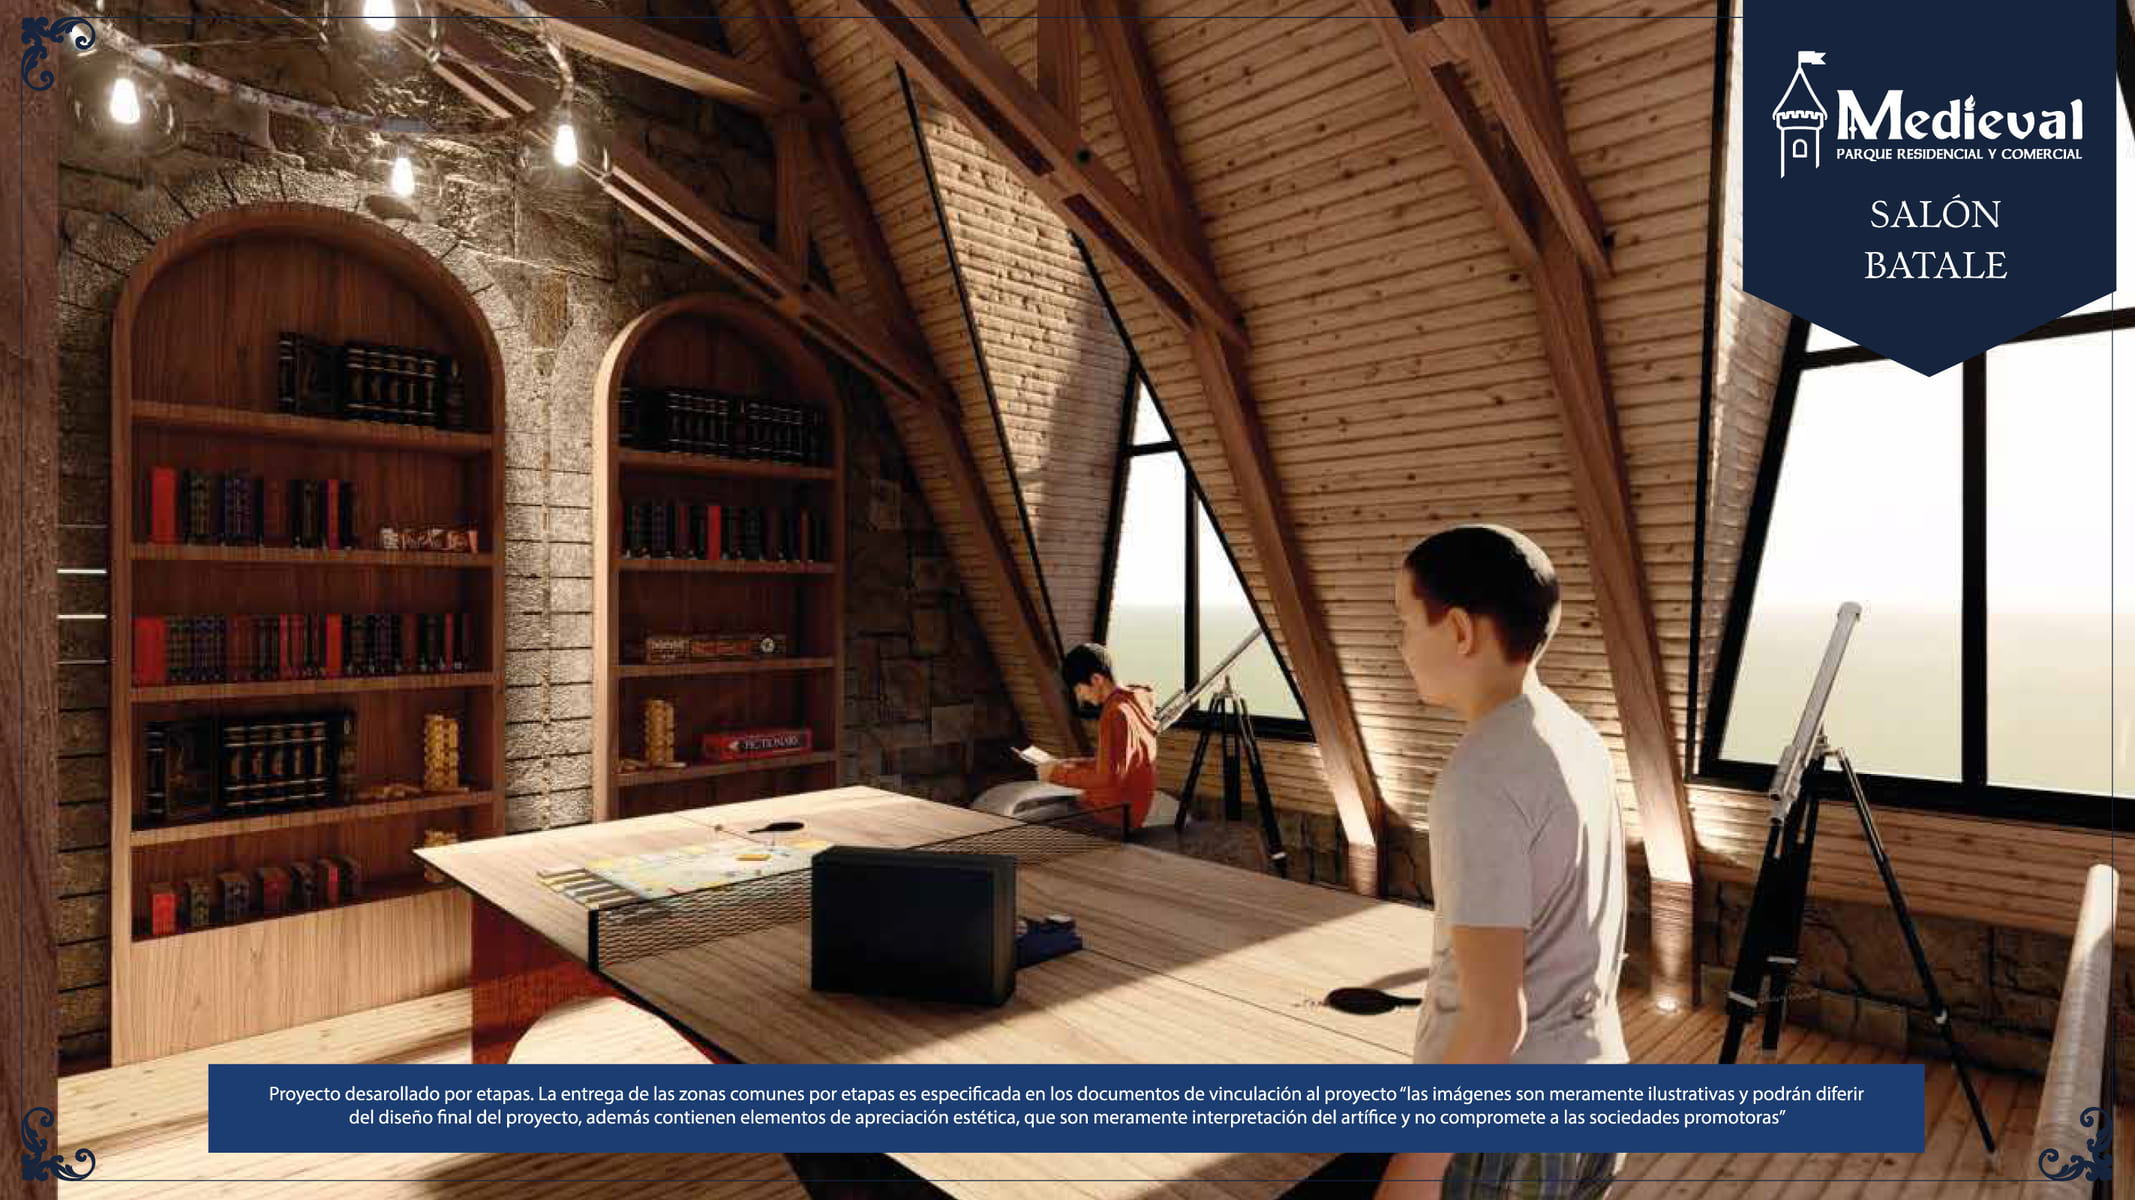 Medieval
PARQUE RESIDENCIAL Y COMERCIAL
SALÓN
BATALE
PICTIONARY
Proyecto desarollado por etapas. La entrega de las zonas comunes por etapas es especificada en los documentos de vinculación al proyecto “las imágenes son meramente ilustrativas y podrán diferir
del diseño final del proyecto, además contienen elementos de apreciación estética, que son meramente interpretación del artífice y no compromete a las sociedades promotoras”